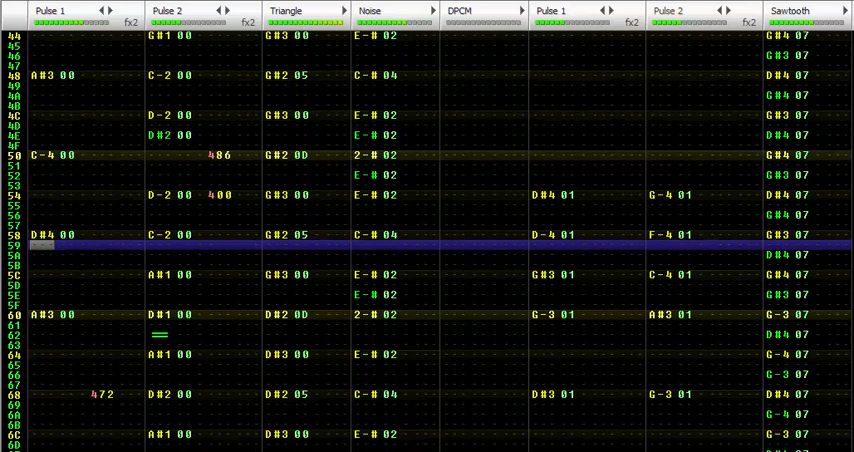 Pulse 1 Pulse 2 Triangle Noise DPCM Pulse 1 Pulse 2 Sawtooth
fx2 fx2 fx2 fx2
44 G#1 00 G#3 00 E-# 02 G#4 07
45
46 G#3 07
47
48 A#3 00 C-2 00 G#2 05 C-# 04 D#4 07
49
4A G#4 07
4B
4C D-2 00 G#3 00 E-# 02 G#3 07
4D
4E D#2 00 E-# 02 D#4 07
4F
50 C-4 00 486 G#2 0D 2-# 02 G#4 07
51
52 E-# 02 G#3 07
53
54 D-2 00 400 G#3 00 E-# 02 D#4 01 G-4 01 D#4 07
55
56 G#4 07
57
58 D#4 00 C-2 00 G#2 05 C-# 04 D-4 01 F-4 01 G#3 07
59
5A D#4 07
5B
5C A#1 00 G#3 00 E-# 02 G#3 01 C-4 01 G#4 07
5D
5E E-# 02 G#3 07
5F
60 A#3 00 D#1 00 D#2 0D 2-# 02 G-3 01 A#3 01 G-3 07
61
62 D#4 07
63
64 A#1 00 D#3 00 E-# 02 G-4 07
65
66 G-3 07
67
68 472 D#2 00 D#2 05 C-# 04 D#3 01 G-3 01 D#4 07
69
6A G-4 07
6B
6C A#1 00 D#3 00 E-# 02 G-3 07
6D